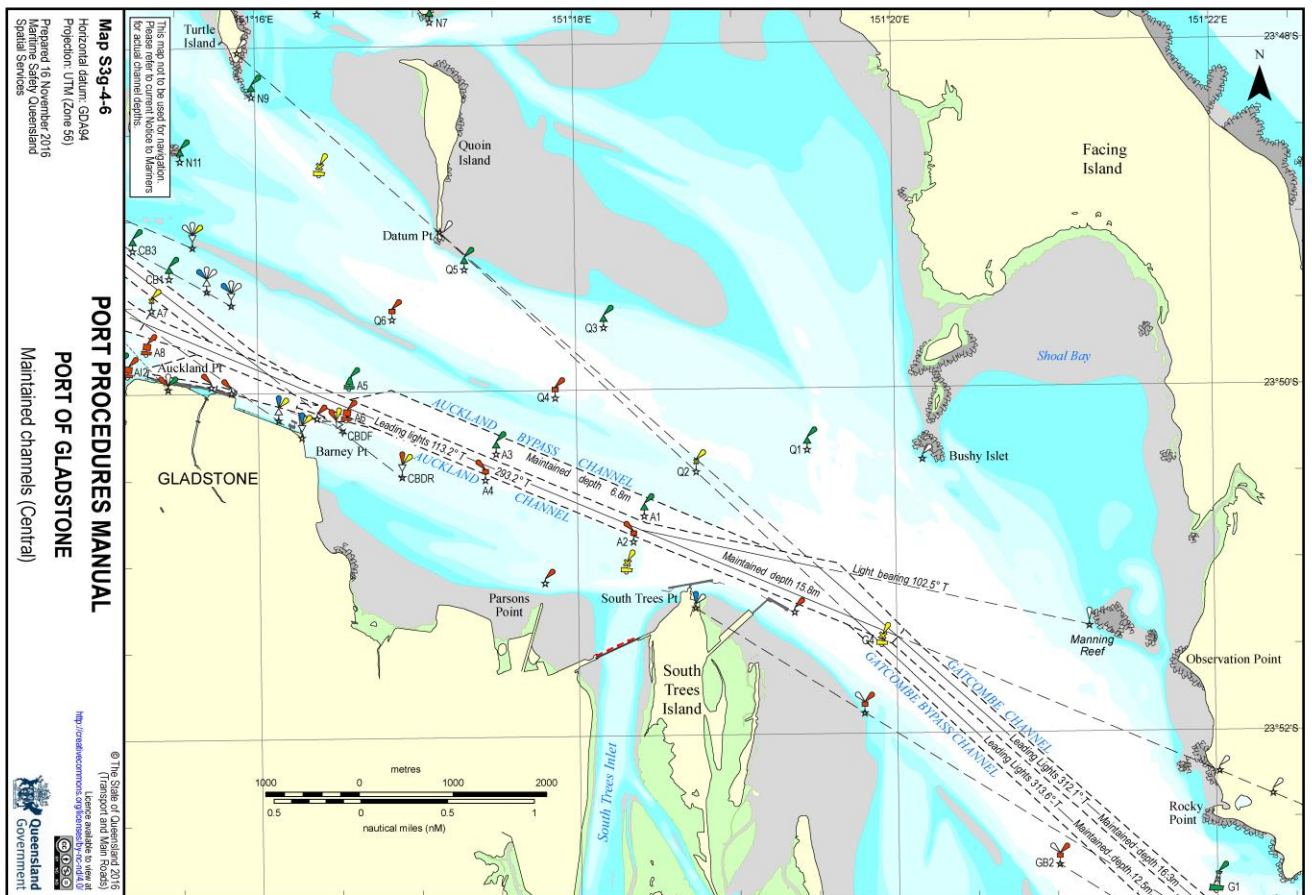 151°16'E
151°18'E
151°20'E
151°22'E
23°48'S
23°50'S
23°52'S
N
Turtle
Island
N7
N9
N11
Quoin
Island
Datum Pt
Facing
Island
Shoal Bay
Bushy Islet
CB3
CB1
A7
A8
Auckland Pt
Q5
Q6
Q3
Q4
Q1
Q2
A5
A6
CBDF
Barney Pt
CBDR
A3
A4
A1
A2
GLADSTONE
AUCKLAND BYPASS CHANNEL
Maintained depth 6.8m
Leading lights 113.2° T
293.2° T
AUCKLAND CHANNEL
Maintained depth 15.8m
Light bearing 102.5° T
Parsons
Point
South Trees Pt
South
Trees
Island
South Trees Inlet
Manning
Reef
Observation Point
Rocky
Point
GATCOMBE CHANNEL
GATCOMBE BYPASS CHANNEL
Leading Lights 312.1° T
Leading Lights 313.6° T
Maintained depth 16.3m
Maintained depth 12.5m
GB2
G1
metres
1000 0 1000 2000
0.5 0 0.5 1
nautical miles (nM)
This map not to be used for navigation.
Please refer to current Notice to Mariners
for actual channel depths.
Map S3g-4-6
Horizontal datum: GDA94
Projection: UTM (Zone 56)
Prepared 16 November 2016
Maritime Safety Queensland
Spatial Services
PORT PROCEDURES MANUAL
PORT OF GLADSTONE
Maintained channels (Central)
© The State of Queensland 2016
(Transport and Main Roads)
Licence available to view at
http://creativecommons.org/licenses/by-nc-nd/4.0/
Queensland
Government